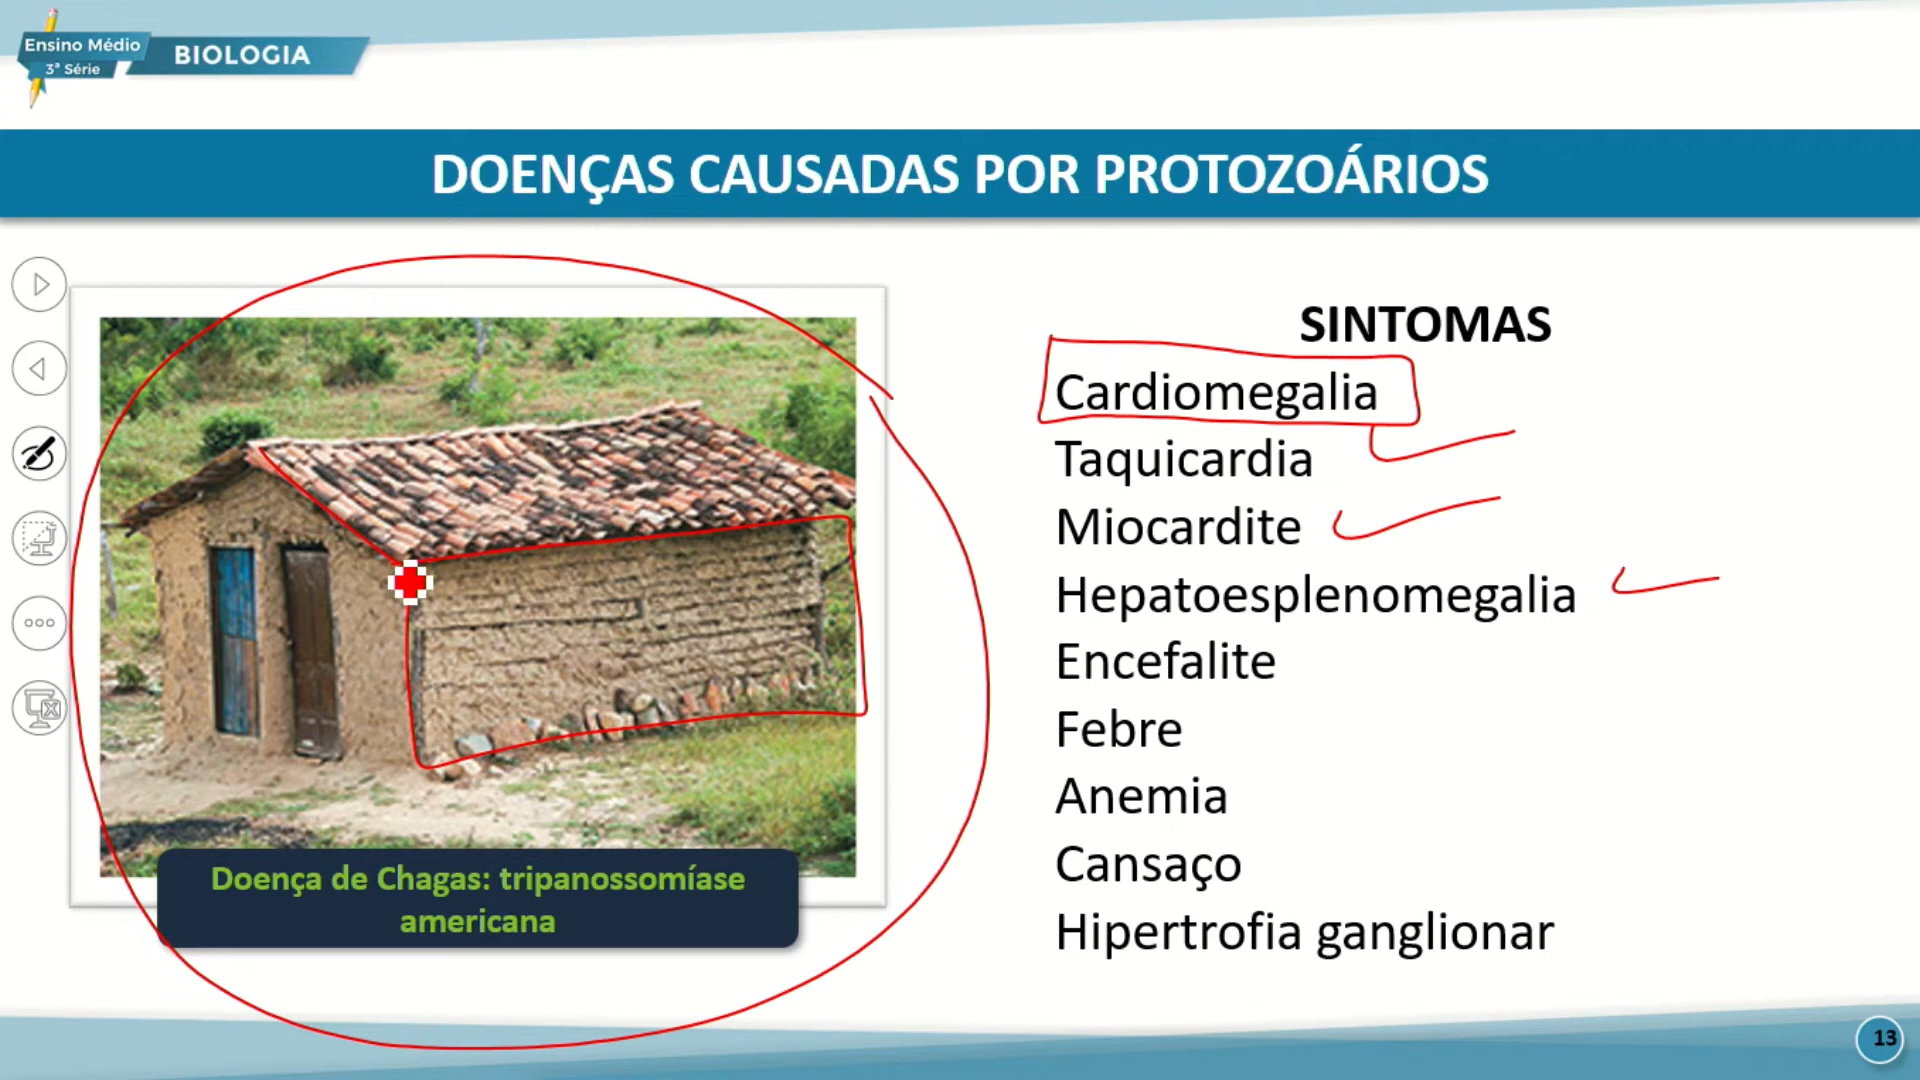 Ensino Médio
3ª Série
BIOLOGIA
DOENÇAS CAUSADAS POR PROTOZOÁRIOS
SINTOMAS
Cardiomegalia
Taquicardia
Miocardite
Hepatoesplenomegalia
Encefalite
Febre
Anemia
Cansaço
Hipertrofia ganglionar
Doença de Chagas: tripanossomíase
americana
13